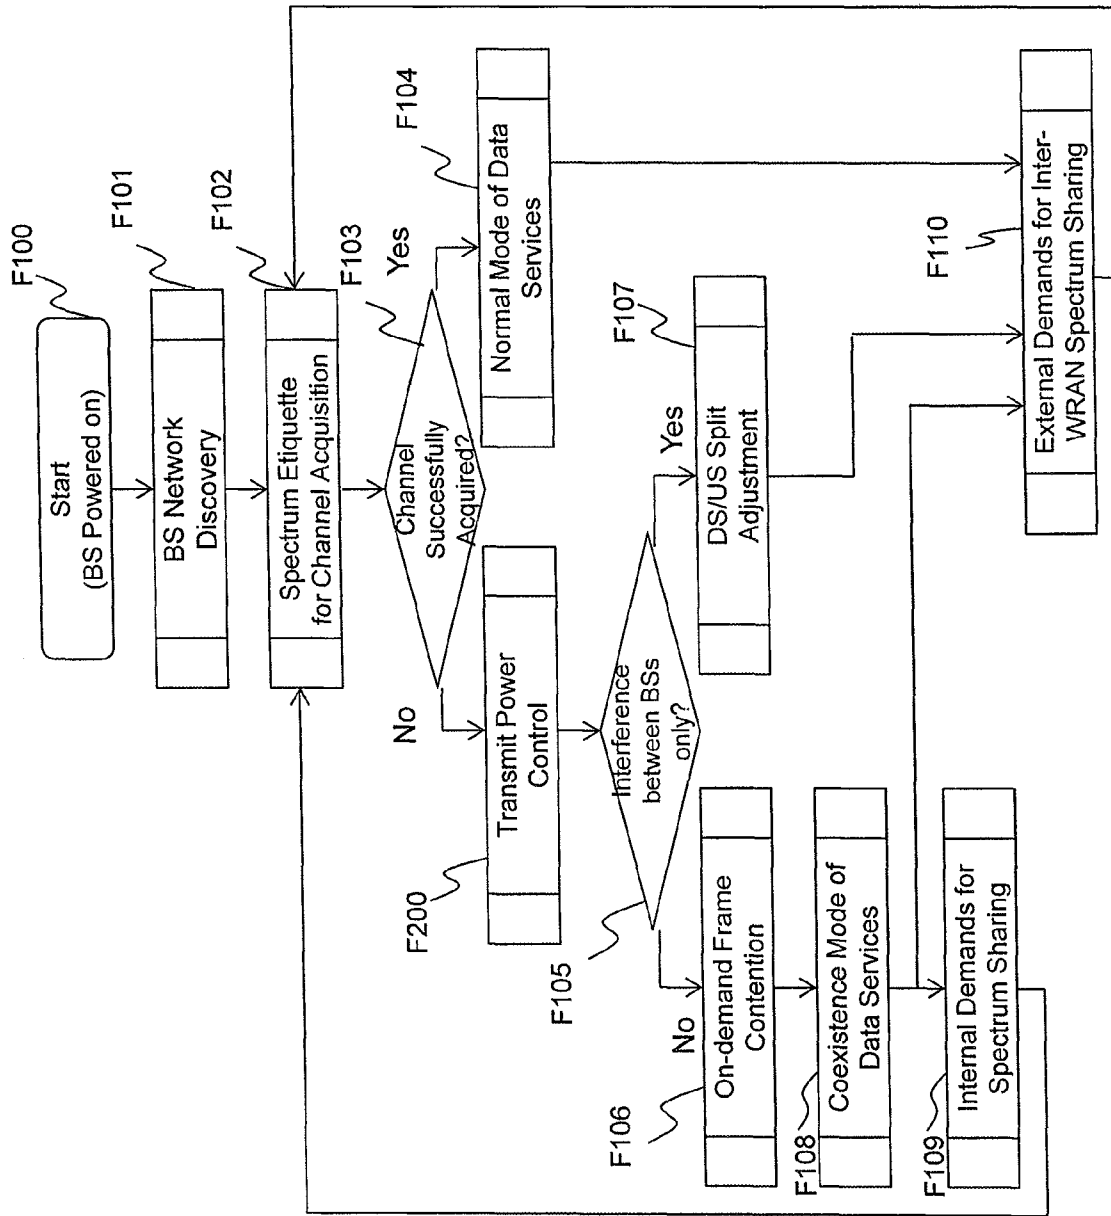 F100
Start
(BS Powered on)
F101
BS Network
Discovery
F102
Spectrum Etiquette
for Channel Acquisition
F103
Channel
Successfully
Acquired?
Yes
No
F104
Normal Mode of Data
Services
F200
Transmit Power
Control
F105
Interference
between BSs
only?
Yes
No
F107
DS/US Split
Adjustment
F106
On-demand Frame
Contention
F108
Coexistence Mode of
Data Services
F109
Internal Demands for
Spectrum Sharing
F110
External Demands for Inter-
WRAN Spectrum Sharing